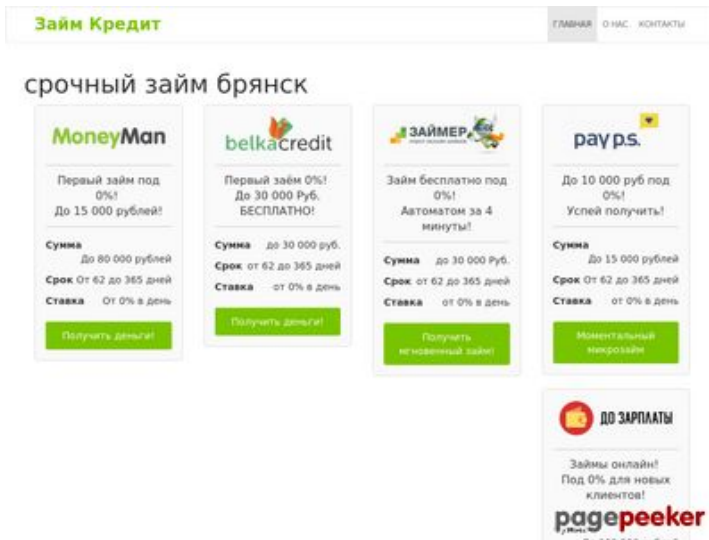 Займ Кредит
ГЛАВНАЯ О НАС КОНТАКТЫ
срочный займ брянск
MoneyMan
Первый займ под
0%!
До 15 000 рублей!
Сумма
До 80 000 рублей
Срок От 62 до 365 дней
Ставка От 0% в день
Получить деньги!
belkacredit
Первый заём 0%!
До 30 000 Руб.
БЕСПЛАТНО!
Сумма до 30 000 руб.
Срок от 62 до 365 дней
Ставка от 0% в день
Получить деньги!
ЗАЙМЕР
Займ бесплатно под
0%!
Автоматом за 4
минуты!
Сумма до 30 000 Руб.
Срок от 62 до 365 дней
Ставка от 0% в день
Получить
мгновенный займ!
pay p.s.
До 10 000 руб под
0%!
Успей получить!
Сумма
До 15 000 рублей
Срок От 62 до 365 дней
Ставка от 0% в день
Моментальный
микрозайм
ДО ЗАРПЛАТЫ
Займы онлайн!
Под 0% для новых
клиентов!
pagepeeker